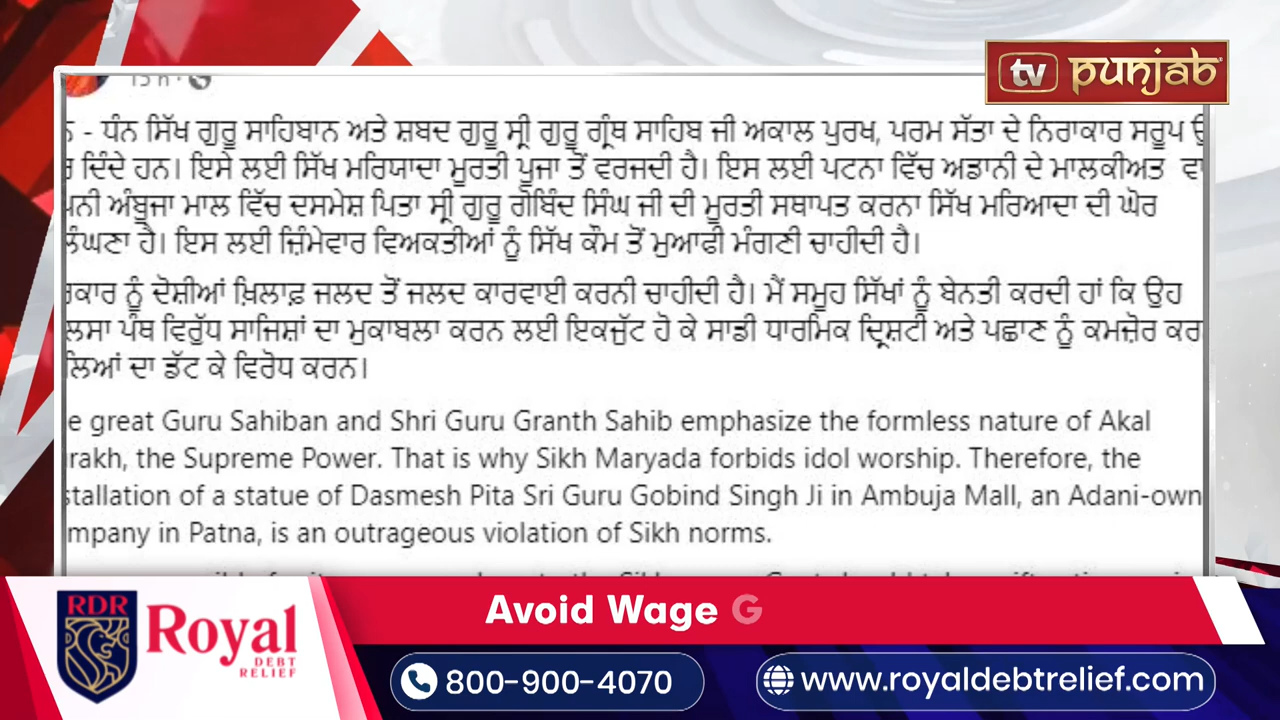 15 h ·
tv punjab
- ਧੰਨ ਸਿੱਖ ਗੁਰੂ ਸਾਹਿਬਾਨ ਅਤੇ ਸ਼ਬਦ ਗੁਰੂ ਸ੍ਰੀ ਗੁਰੂ ਗ੍ਰੰਥ ਸਾਹਿਬ ਜੀ ਅਕਾਲ ਪੁਰਖ, ਪਰਮ ਸੱਤਾ ਦੇ ਨਿਰਾਕਾਰ ਸਰੂਪ
ਦਿੰਦੇ ਹਨ। ਇਸੇ ਲਈ ਸਿੱਖ ਮਰਿਯਾਦਾ ਮੂਰਤੀ ਪੂਜਾ ਤੋਂ ਵਰਜਦੀ ਹੈ। ਇਸ ਲਈ ਪਟਨਾ ਵਿੱਚ ਅਡਾਨੀ ਦੇ ਮਾਲਕੀਅਤ
ਪਨੀ ਅੰਬੂਜਾ ਮਾਲ ਵਿੱਚ ਦਸਮੇਸ਼ ਪਿਤਾ ਸ੍ਰੀ ਗੁਰੂ ਗੋਬਿੰਦ ਸਿੰਘ ਜੀ ਦੀ ਮੂਰਤੀ ਸਥਾਪਤ ਕਰਨਾ ਸਿੱਖ ਮਰਿਆਦਾ ਦੀ ਘੋਰ
ਲੰਘਣਾ ਹੈ। ਇਸ ਲਈ ਜ਼ਿੰਮੇਵਾਰ ਵਿਅਕਤੀਆਂ ਨੂੰ ਸਿੱਖ ਕੌਮ ਤੋਂ ਮੁਆਫੀ ਮੰਗਣੀ ਚਾਹੀਦੀ ਹੈ।
ਰਕਾਰ ਨੂੰ ਦੋਸ਼ੀਆਂ ਖ਼ਿਲਾਫ਼ ਜਲਦ ਤੋਂ ਜਲਦ ਕਾਰਵਾਈ ਕਰਨੀ ਚਾਹੀਦੀ ਹੈ। ਮੈਂ ਸਮੂਹ ਸਿੱਖਾਂ ਨੂੰ ਬੇਨਤੀ ਕਰਦੀ ਹਾਂ ਕਿ ਉਹ
ਲਸਾ ਪੰਥ ਵਿਰੁੱਧ ਸਾਜਿਸ਼ਾਂ ਦਾ ਮੁਕਾਬਲਾ ਕਰਨ ਲਈ ਇਕਜੁੱਟ ਹੋ ਕੇ ਸਾਡੀ ਧਾਰਮਿਕ ਦ੍ਰਿਸ਼ਟੀ ਅਤੇ ਪਛਾਣ ਨੂੰ ਕਮਜ਼ੋਰ ਕਰ
ਲਿਆਂ ਦਾ ਡੱਟ ਕੇ ਵਿਰੋਧ ਕਰਨ।
e great Guru Sahiban and Shri Guru Granth Sahib emphasize the formless nature of Akal
urakh, the Supreme Power. That is why Sikh Maryada forbids idol worship. Therefore, the
stallation of a statue of Dasmesh Pita Sri Guru Gobind Singh Ji in Ambuja Mall, an Adani-own
mpany in Patna, is an outrageous violation of Sikh norms.
Avoid Wage G
RDR
Royal
DEBT
RELIEF
800-900-4070
www.royaldebtrelief.com